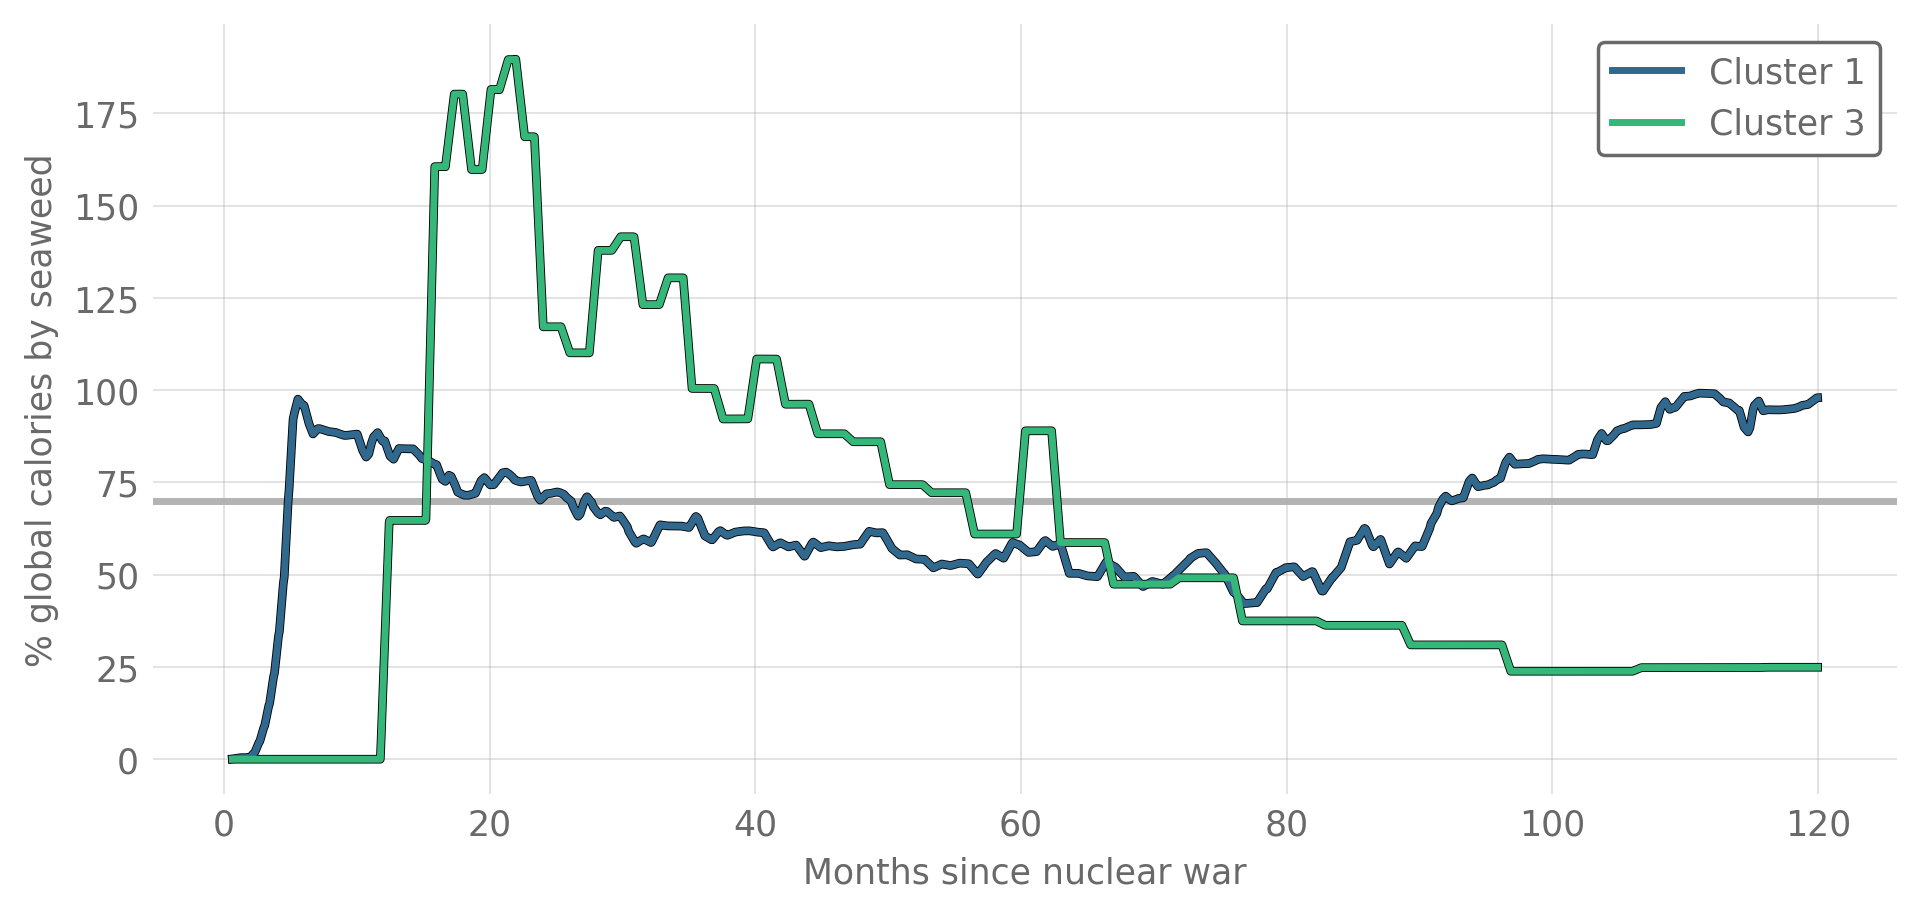 Cluster 1
Cluster 3
% global calories by seaweed
175
150
125
100
75
50
25
0
0 20 40 60 80 100 120
Months since nuclear war